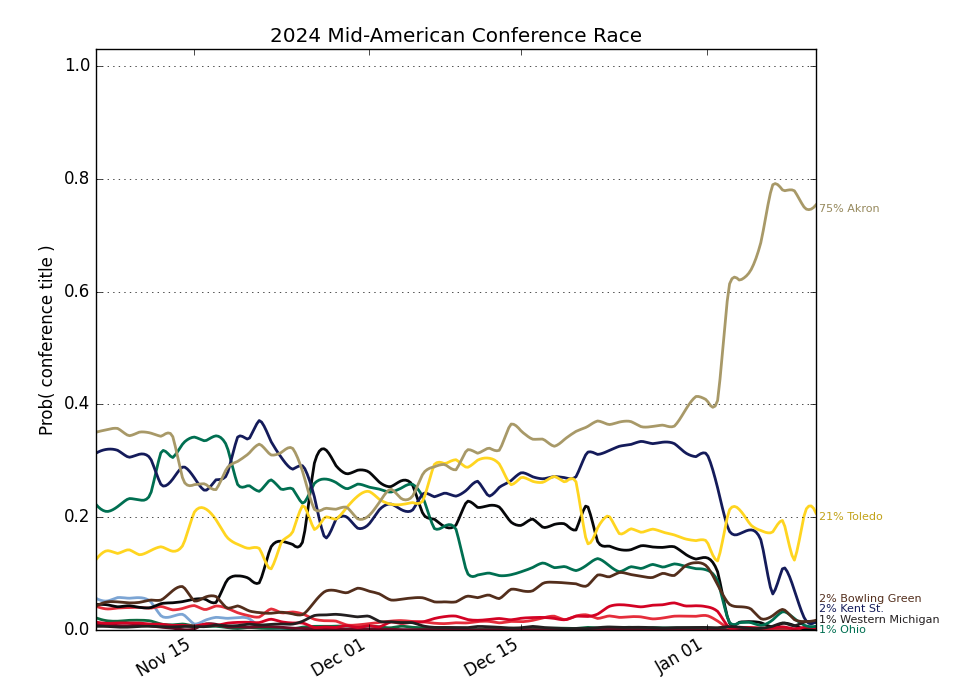 2024 Mid-American Conference Race
Prob( conference title )
1.0
0.8
0.6
0.4
0.2
0.0
75% Akron
21% Toledo
2% Bowling Green
2% Kent St.
1% Western Michigan
1% Ohio
Nov 15
Dec 01
Dec 15
Jan 01